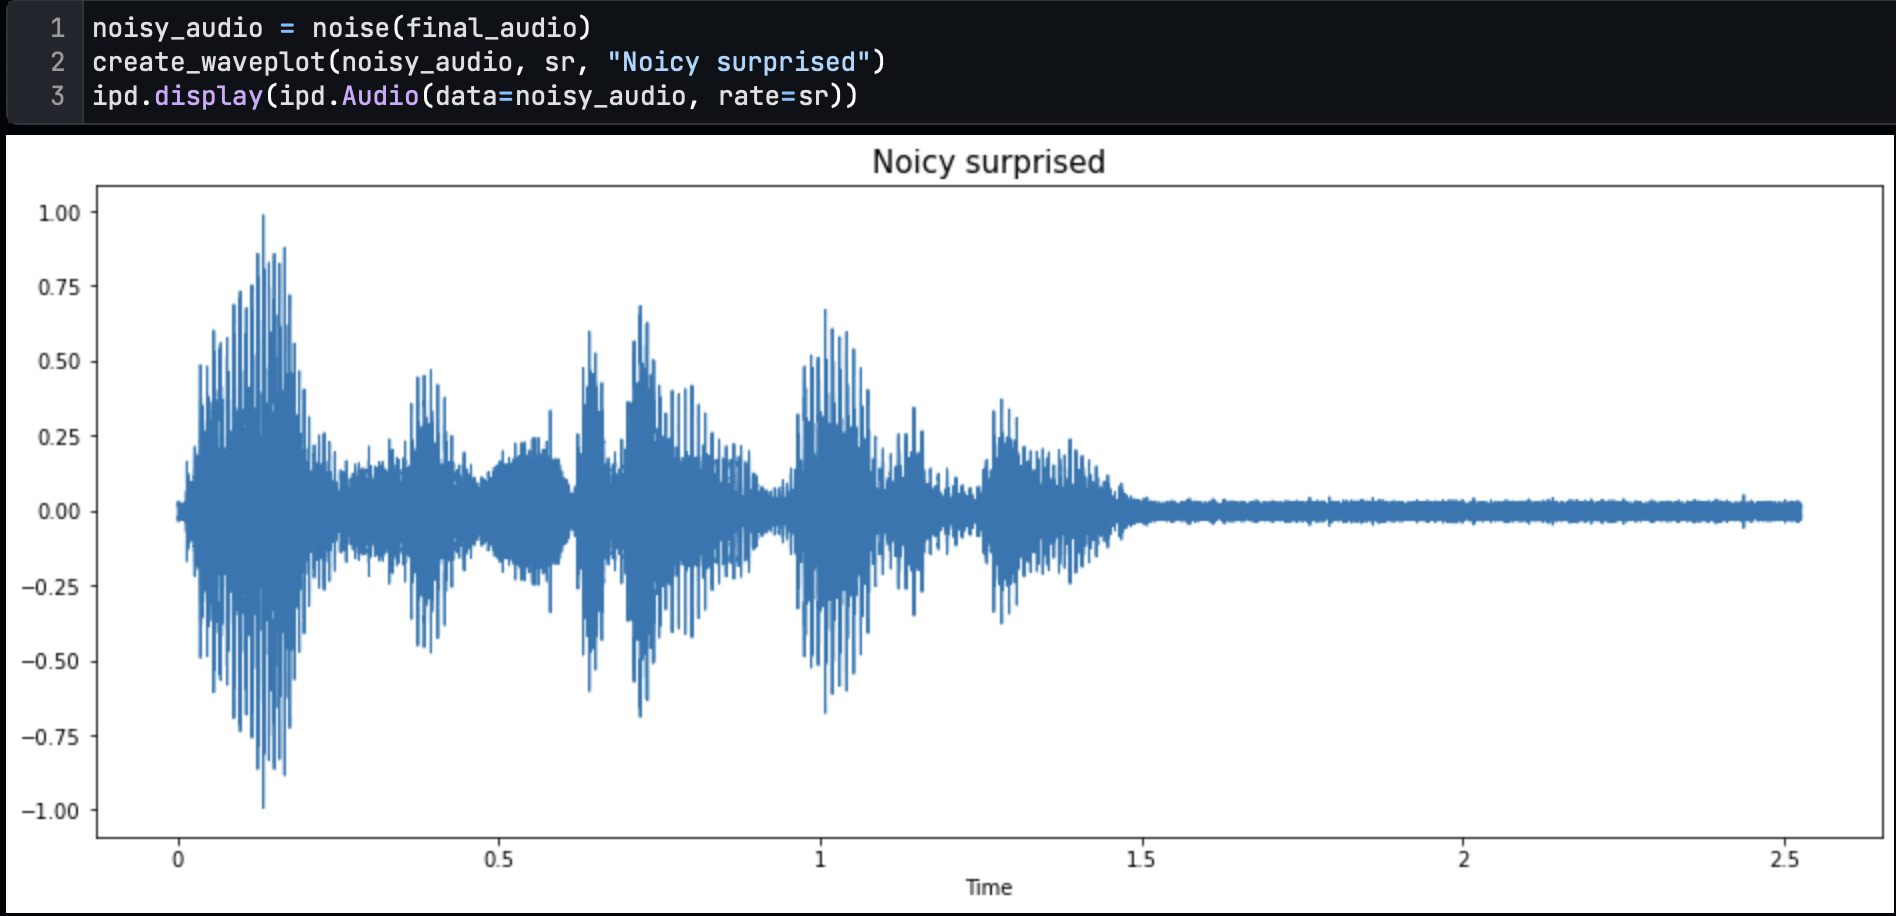 1 noisy_audio = noise(final_audio)
2 create_waveplot(noisy_audio, sr, "Noicy surprised")
3 ipd.display(ipd.Audio(data=noisy_audio, rate=sr))
Noicy surprised
1.00
0.75
0.50
0.25
0.00
−0.25
−0.50
−0.75
−1.00
0 0.5 1 1.5 2 2.5
Time